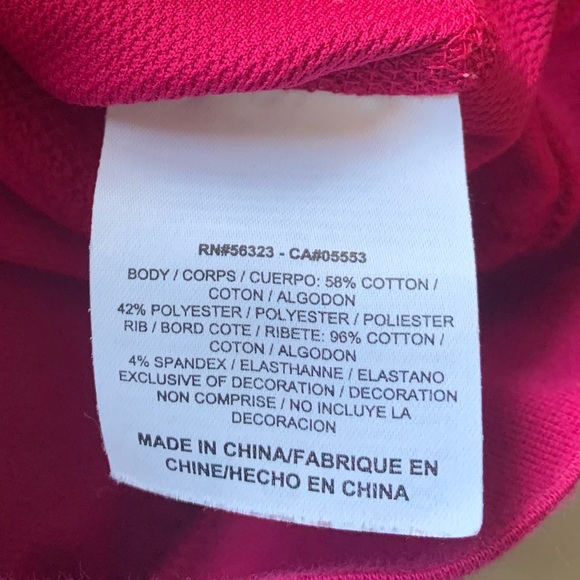 RN#56323 - CA#05553
BODY / CORPS / CUERPO: 58% COTTON /
COTON / ALGODON
42% POLYESTER / POLYESTER / POLIESTER
RIB / BORD COTE / RIBETE: 96% COTTON /
COTON / ALGODON
4% SPANDEX / ELASTHANNE / ELASTANO
EXCLUSIVE OF DECORATION / DECORATION
NON COMPRISE / NO INCLUYE LA
DECORACION
MADE IN CHINA/FABRIQUE EN
CHINE/HECHO EN CHINA